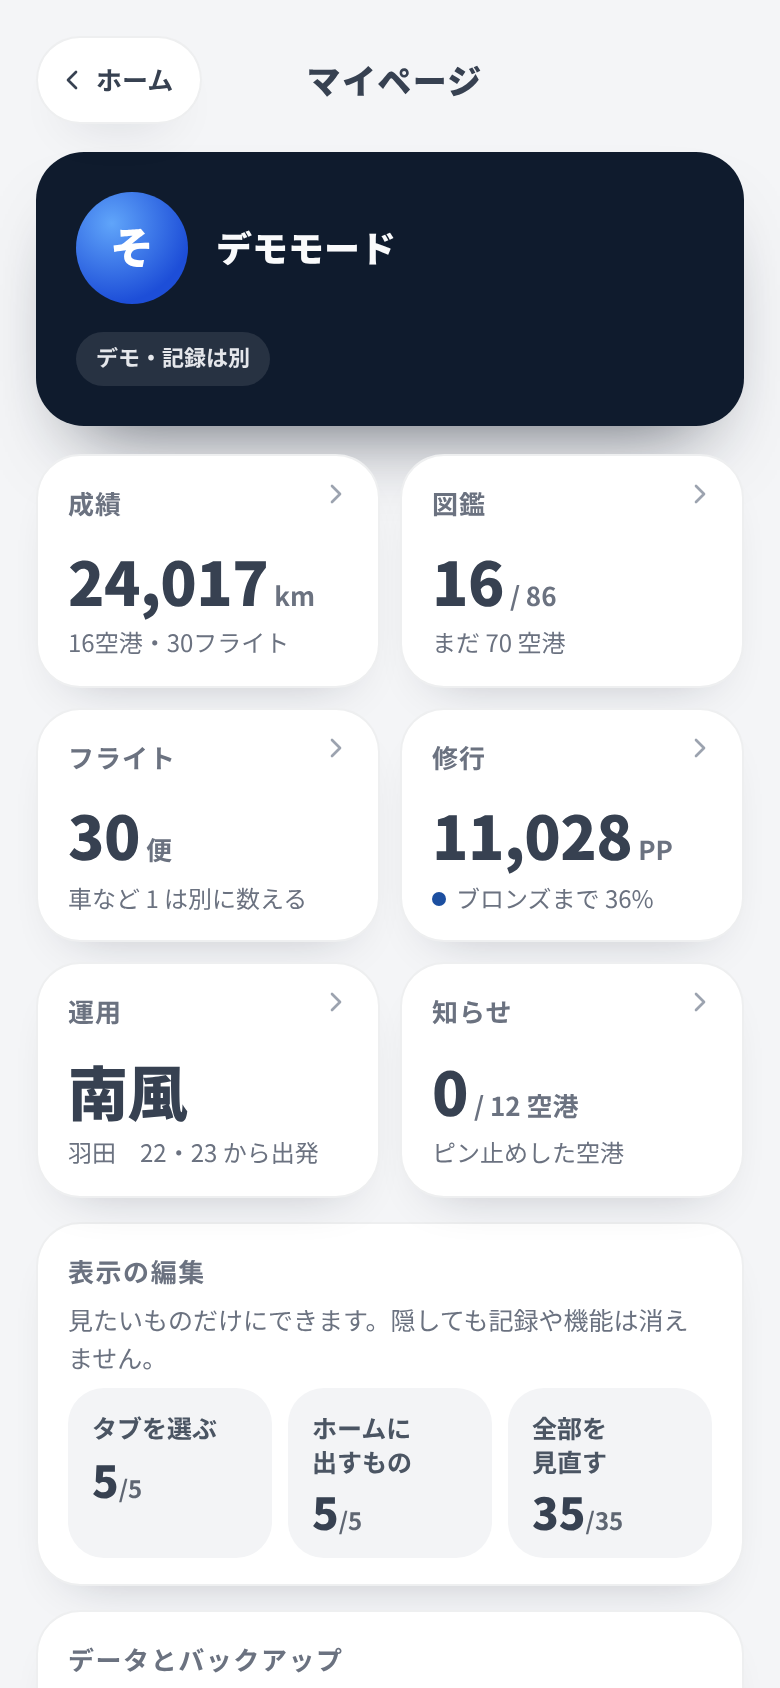 ホーム
マイページ
そ
デモモード
デモ・記録は別
成績
24,017 km
16空港・30フライト
図鑑
16 / 86
まだ 70 空港
フライト
30 便
車など 1 は別に数える
修行
11,028 PP
ブロンズまで 36%
運用
南風
羽田　22・23 から出発
知らせ
0 / 12 空港
ピン止めした空港
表示の編集
見たいものだけにできます。隠しても記録や機能は消え
ません。
タブを選ぶ
5/5
ホームに
出すもの
5/5
全部を
見直す
35/35
データとバックアップ